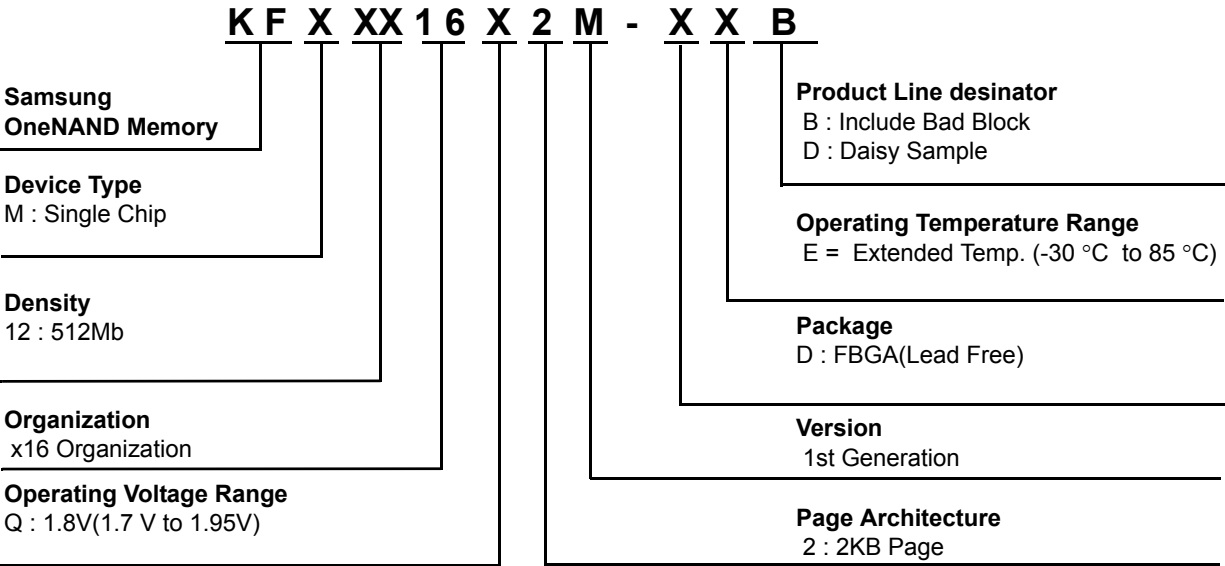 KF X XX 16 X 2 M - X X B
Samsung
OneNAND Memory
Device Type
M : Single Chip
Density
12 : 512Mb
Organization
x16 Organization
Operating Voltage Range
Q : 1.8V(1.7 V to 1.95V)
Product Line desinator
B : Include Bad Block
D : Daisy Sample
Operating Temperature Range
E = Extended Temp. (-30 °C to 85 °C)
Package
D : FBGA(Lead Free)
Version
1st Generation
Page Architecture
2 : 2KB Page